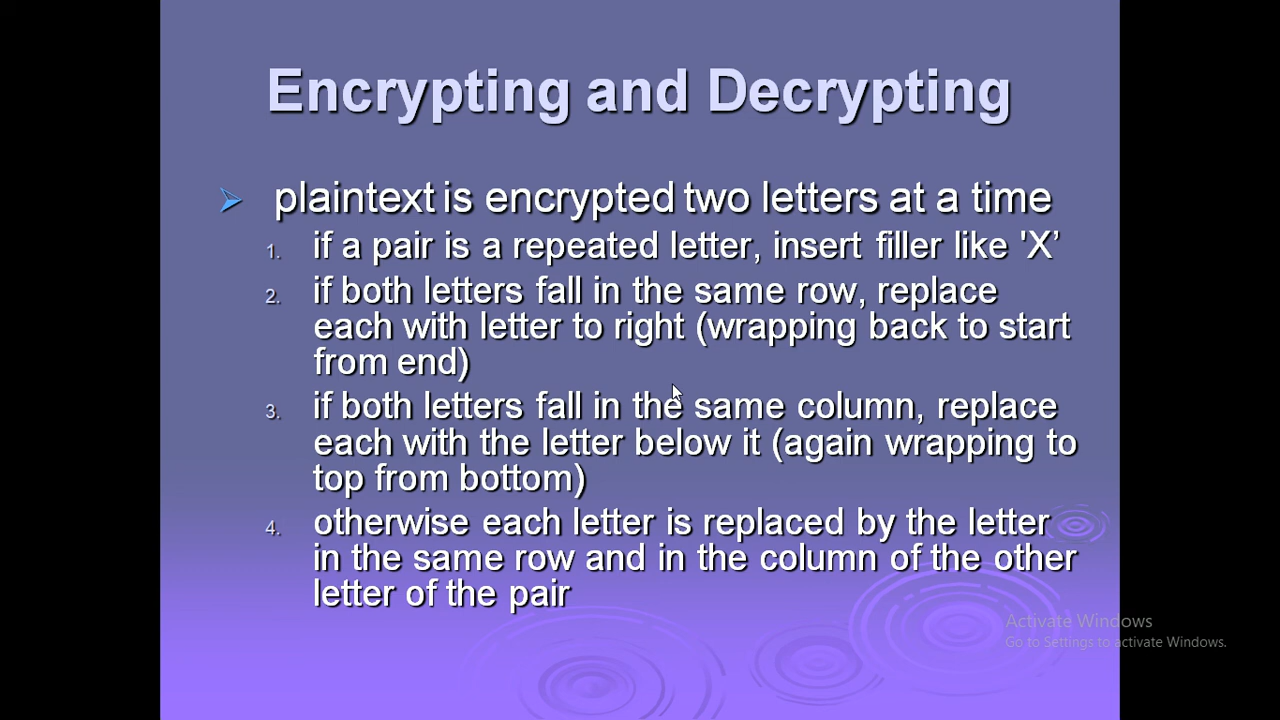 Encrypting and Decrypting
plaintext is encrypted two letters at a time
1. if a pair is a repeated letter, insert filler like 'X’
2. if both letters fall in the same row, replace
each with letter to right (wrapping back to start
from end)
3. if both letters fall in the same column, replace
each with the letter below it (again wrapping to
top from bottom)
4. otherwise each letter is replaced by the letter
in the same row and in the column of the other
letter of the pair
Activate Windows
Go to Settings to activate Windows.